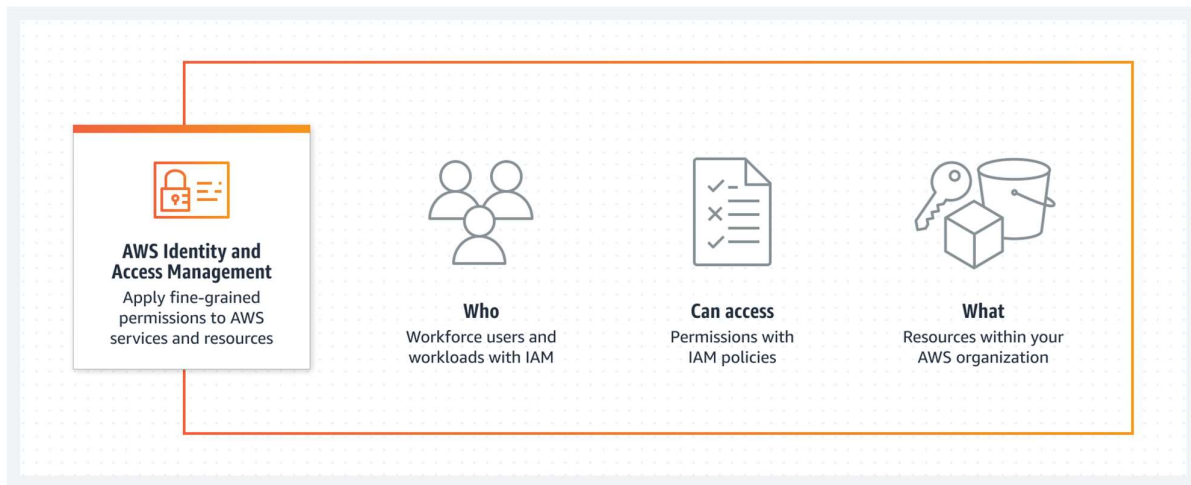 AWS Identity and
Access Management
Apply fine-grained
permissions to AWS
services and resources
Who
Workforce users and
workloads with IAM
Can access
Permissions with
IAM policies
What
Resources within your
AWS organization